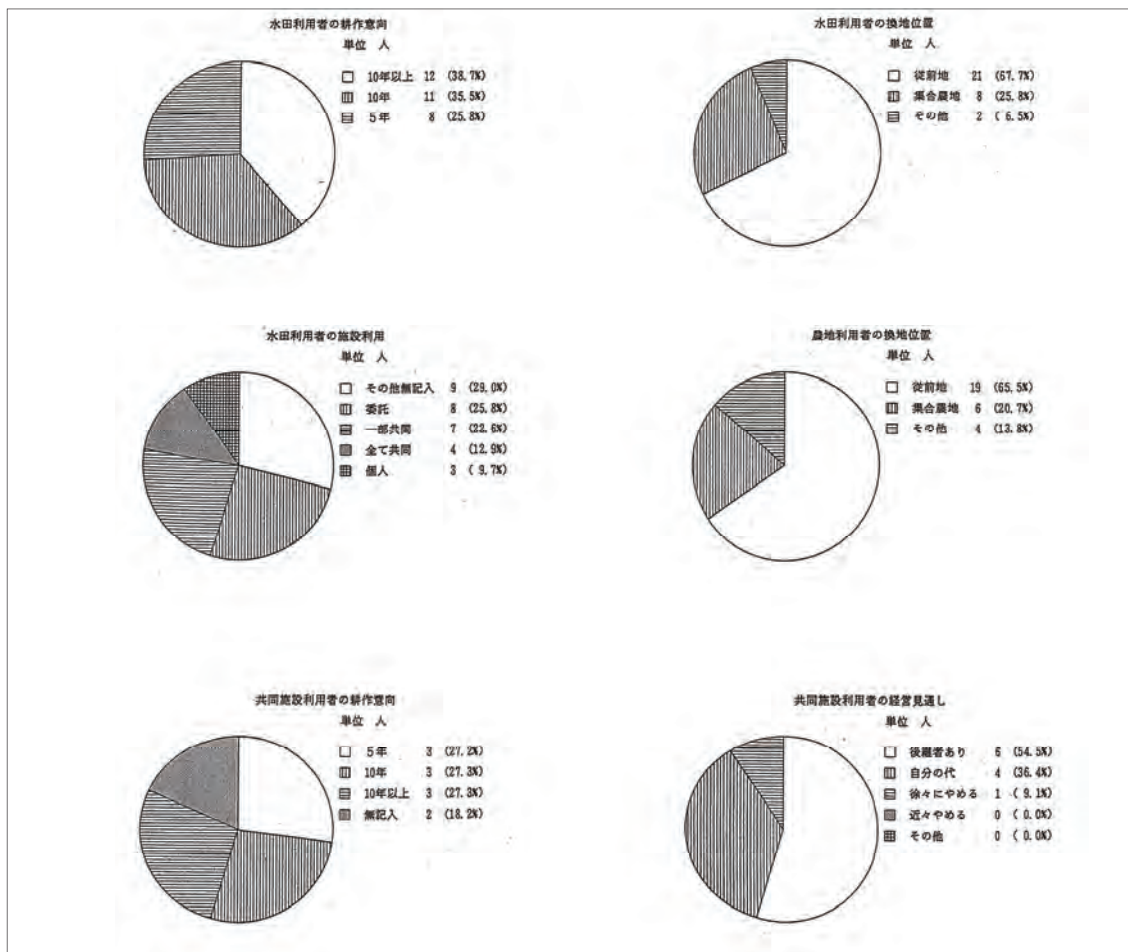 水田利用者の耕作意向
単位 人
10年以上 12 (38.7%)
10年 11 (35.5%)
5年 8 (25.8%)
水田利用者の換地位置
単位 人
従前地 21 (67.7%)
集合農地 8 (25.8%)
その他 2 ( 6.5%)
水田利用者の施設利用
単位 人
その他無記入 9 (29.0%)
委託 8 (25.8%)
一部共同 7 (22.6%)
全て共同 4 (12.9%)
個人 3 ( 9.7%)
農地利用者の換地位置
単位 人
従前地 19 (65.5%)
集合農地 6 (20.7%)
その他 4 (13.8%)
共同施設利用者の耕作意向
単位 人
5年 3 (27.2%)
10年 3 (27.3%)
10年以上 3 (27.3%)
無記入 2 (18.2%)
共同施設利用者の経営見通し
単位 人
後継者あり 6 (54.5%)
自分の代 4 (36.4%)
徐々にやめる 1 ( 9.1%)
近々やめる 0 ( 0.0%)
その他 0 ( 0.0%)